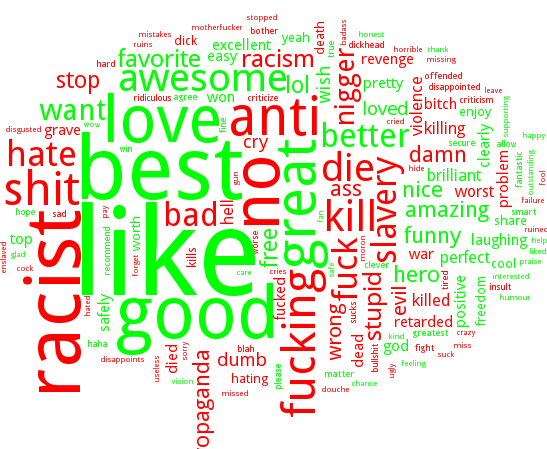 stopped
motherfucker
mistakes
bother
death
badass
honest
ruins
dick
excellent
yeah
true
dickhead
horrible
thank
hard
favorite
easy
racism
revenge
missing
stop
awesome
lol
wish
nigger
pretty
offended
disappointed
leave
ridiculous
agree
won
criticize
violence
bitch
criticism
want
love
anti
loved
enjoy
supporting
disgusted
grave
wow
fine
better
cried
killing
clearly
secure
allow
happy
hate
win
best
no
cry
great
die
damn
problem
fantastic
outstanding
shit
gun
ass
hide
brilliant
fool
nice
worst
failure
hope
sad
pay
bad
hell
fan
kill
slavery
amazing
smart
share
ruined
racist
like
top
recommend
worth
worse
free
fuck
moron
funny
laughing
help
glad
forget
kills
war
perfect
cool
liked
praise
enslaved
cock
care
cries
safe
clever
hero
tired
interested
hated
safely
good
fucking
fucked
sucks
stupid
evil
killed
positive
insult
freedom
humour
haha
wrong
retarded
crazy
greatest
disappoints
died
sorry
blah
dumb
dead
bullshit
kind
god
fight
miss
suck
useless
vision
propaganda
hating
please
matter
chance
ugly
feeling
missed
douche